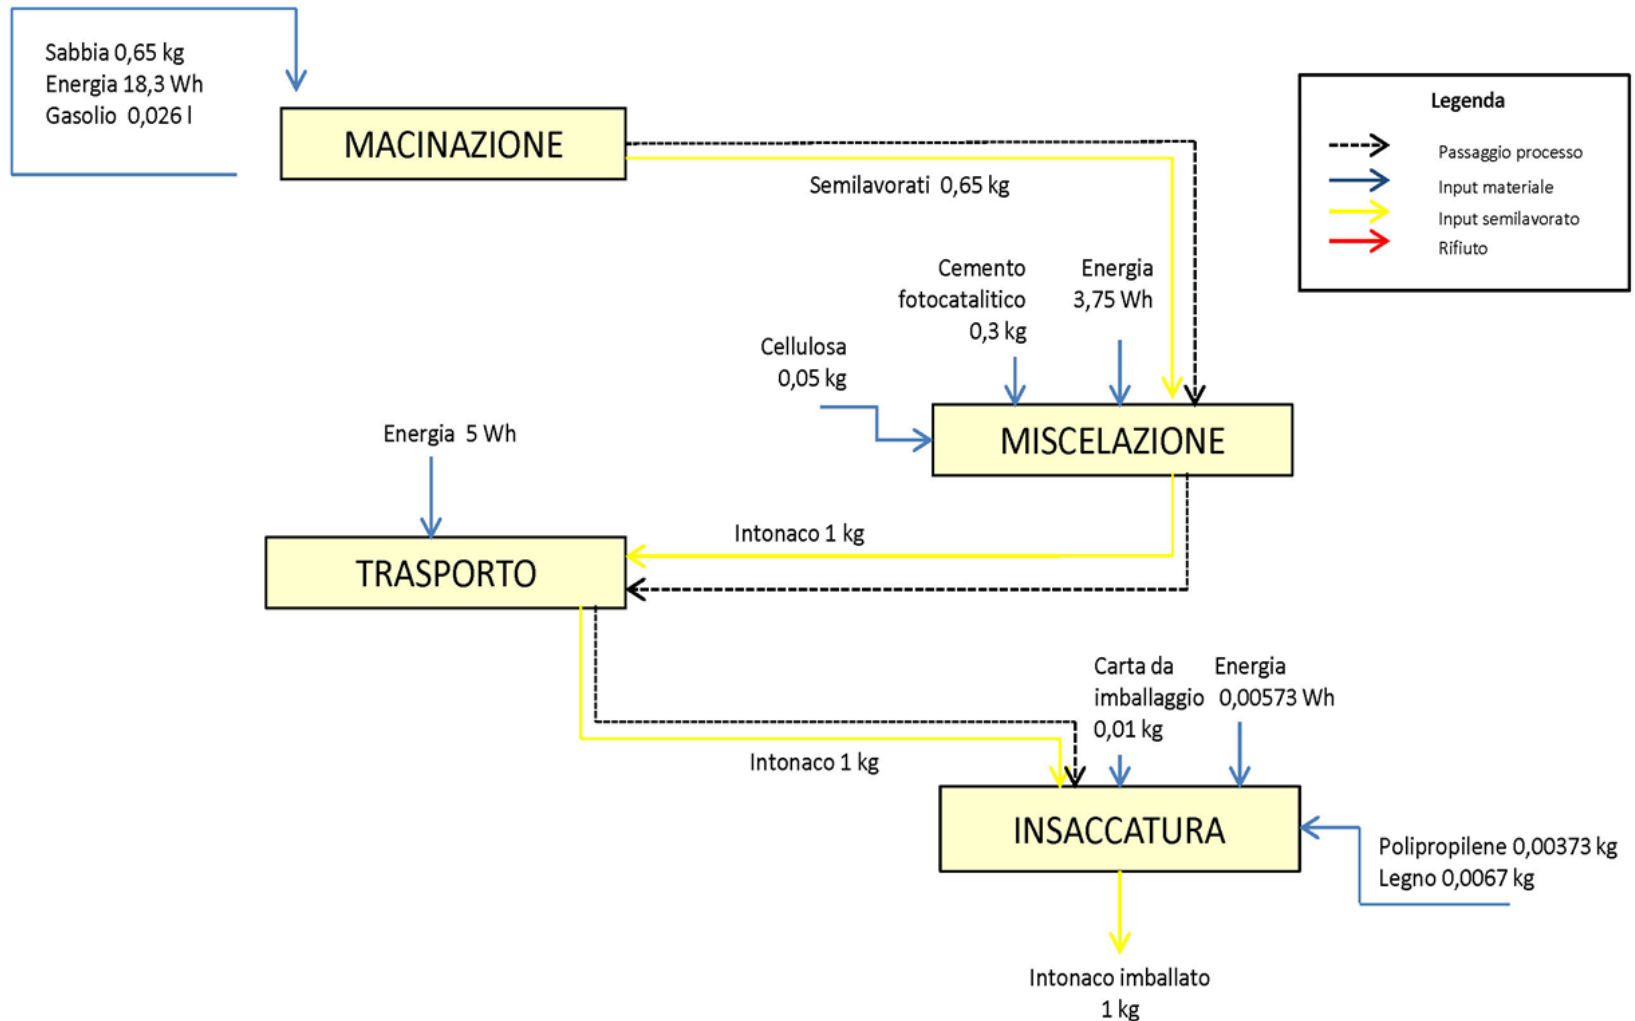 Sabbia 0,65 kg
Energia 18,3 Wh
Gasolio 0,026 l
MACINAZIONE
Semilavorati 0,65 kg
Legenda
Passaggio processo
Input materiale
Input semilavorato
Rifiuto
Cemento
fotocatalitico
0,3 kg
Energia
3,75 Wh
Cellulosa
0,05 kg
MISCELAZIONE
Energia 5 Wh
TRASPORTO
Intonaco 1 kg
Intonaco 1 kg
Carta da
imballaggio
0,01 kg
Energia
0,00573 Wh
INSACCATURA
Polipropilene 0,00373 kg
Legno 0,0067 kg
Intonaco imballato
1 kg